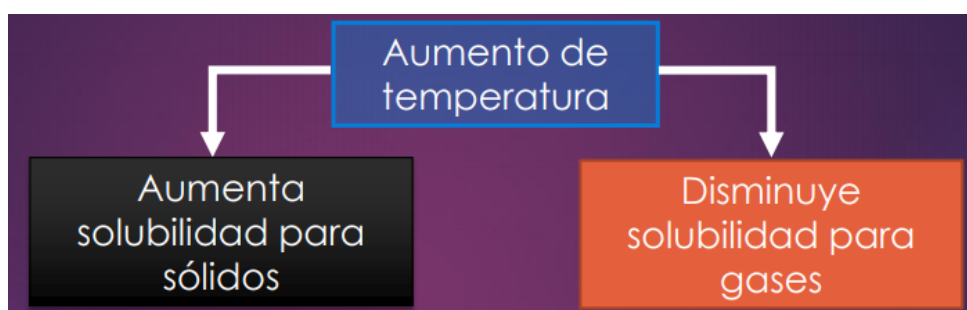 Aumento de
temperatura
Aumenta
solubilidad para
sólidos
Disminuye
solubilidad para
gases